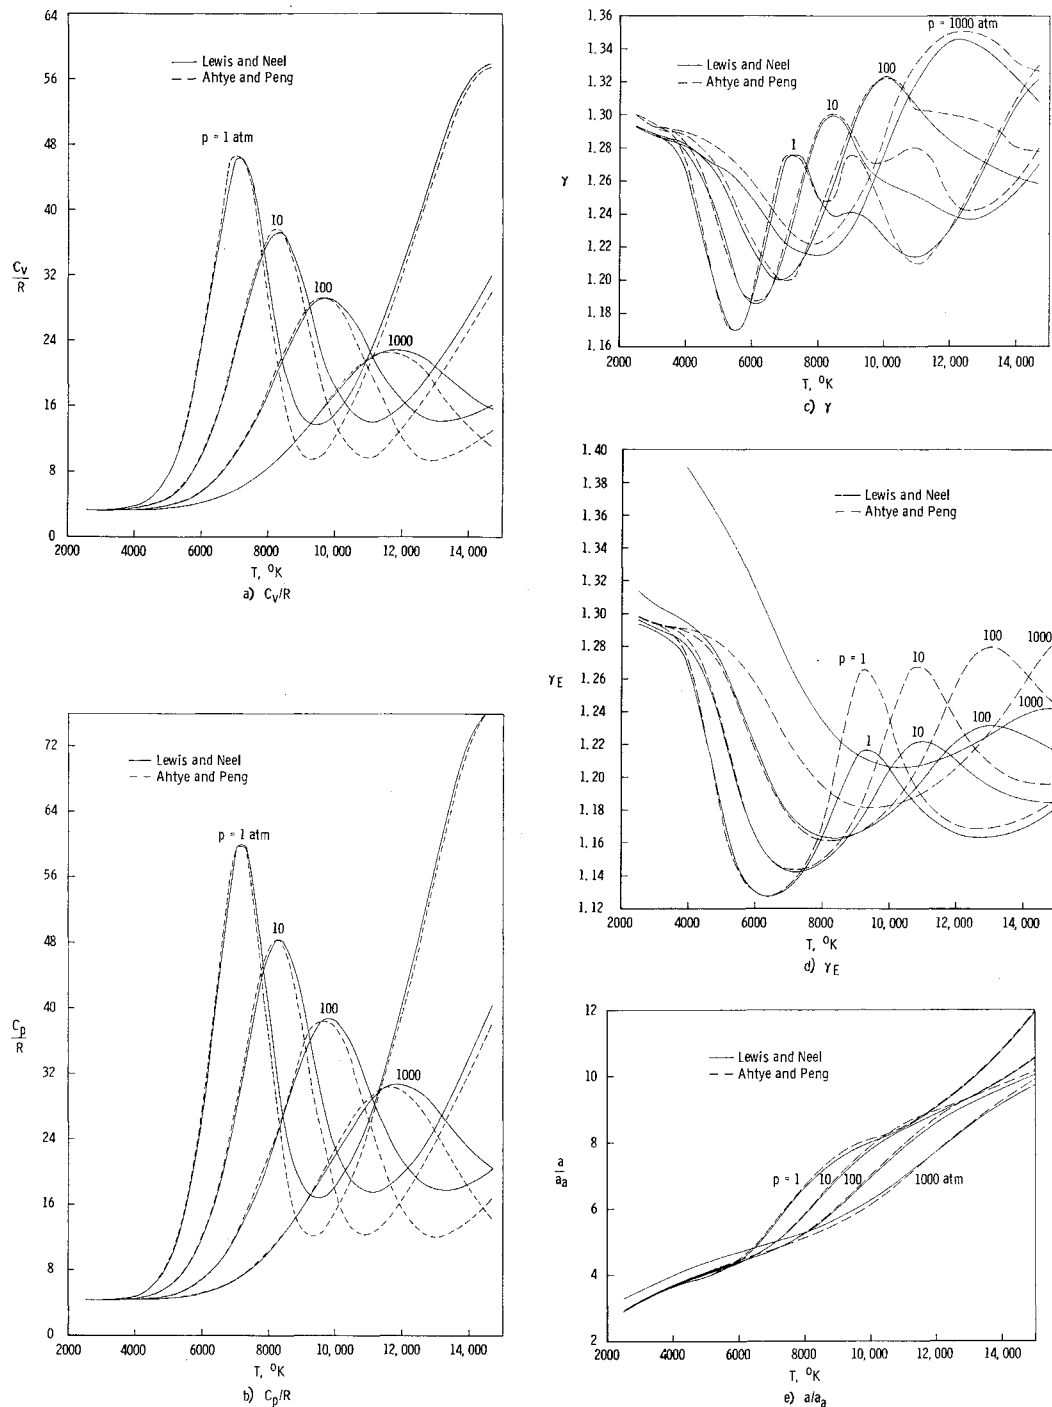 64
56
48
40
32
24
16
8
0
C_V
R
Lewis and Neel
Ahtye and Peng
p = 1 atm
10
100
1000
2000 4000 6000 8000 10,000 12,000 14,000
T, °K
a) C_V/R
72
64
56
48
40
32
24
16
8
0
C_p
R
Lewis and Neel
Ahtye and Peng
p = 1 atm
10
100
1000
2000 4000 6000 8000 10,000 12,000 14,000
T, °K
b) C_p/R
1.36
1.34
1.32
1.30
1.28
1.26
1.24
1.22
1.20
1.18
1.16
γ
Lewis and Neel
Ahtye and Peng
p = 1000 atm
100
10
1
2000 4000 6000 8000 10,000 12,000 14,000
T, °K
c) γ
1.40
1.38
1.36
1.34
1.32
1.30
1.28
1.26
1.24
1.22
1.20
1.18
1.16
1.14
1.12
γ_E
Lewis and Neel
Ahtye and Peng
p = 1
10
100
1000
1
10
100
1000
2000 4000 6000 8000 10,000 12,000 14,000
T, °K
d) γ_E
12
10
8
6
4
2
a
a_a
Lewis and Neel
Ahtye and Peng
p = 1 10 100 1000 atm
2000 4000 6000 8000 10,000 12,000 14,000
T, °K
e) a/a_a